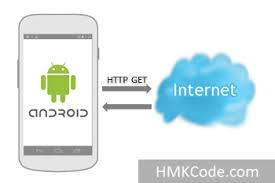 HTTP GET
Internet
ANDROID
HMKCode.com